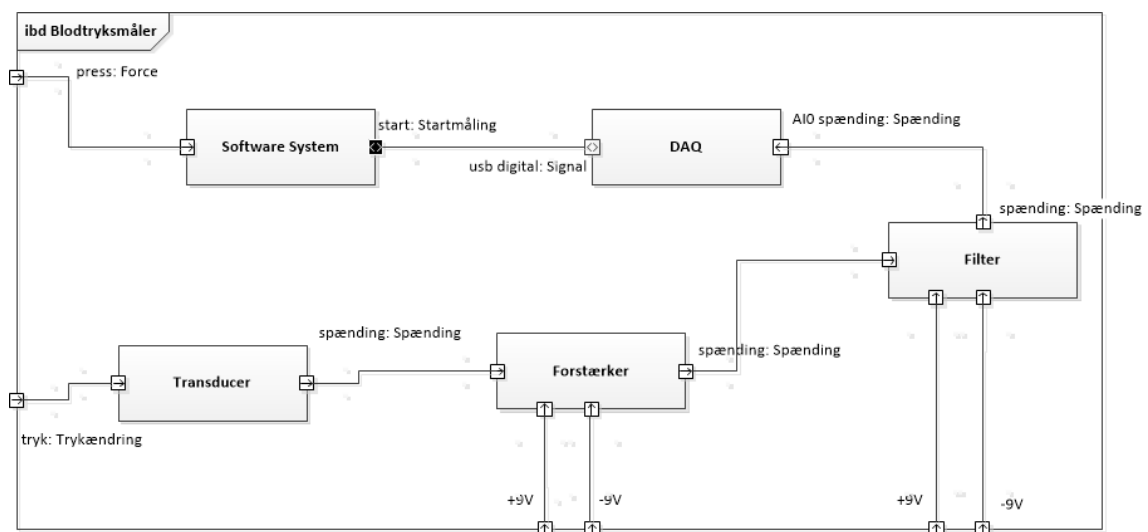 ibd Blodtryksmåler
press: Force
Software System
start: Startmåling
usb digital: Signal
DAQ
AI0 spænding: Spænding
spænding: Spænding
Filter
Transducer
spænding: Spænding
Forstærker
spænding: Spænding
tryk: Trykændring
+9V
-9V
+9V
-9V